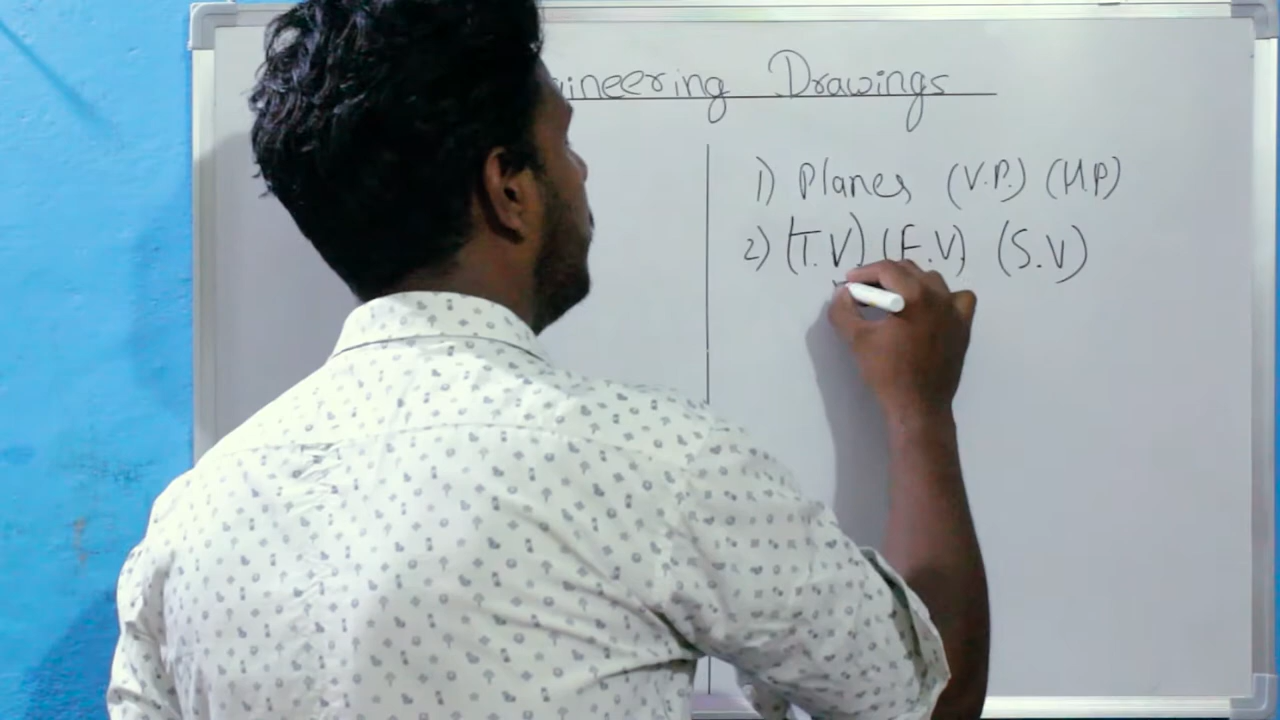 ineering Drawings
1) Planes (V.P.) (H.P)
2) (T.V) (F.V) (S.V)